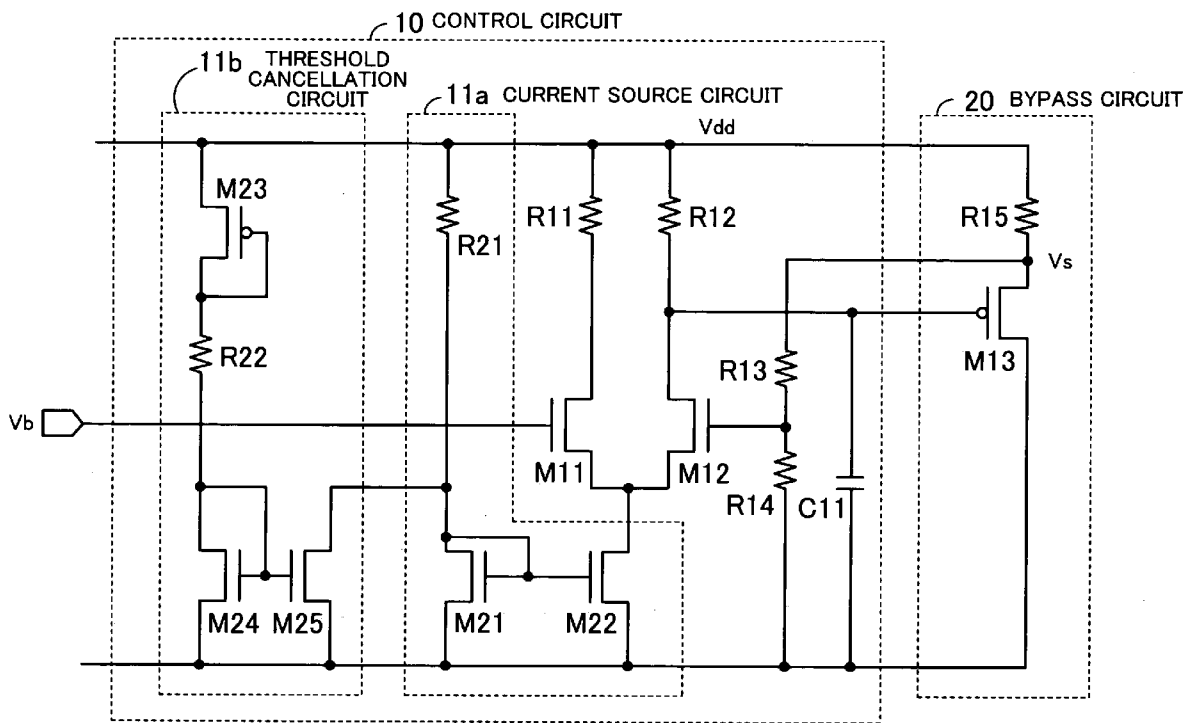 10 CONTROL CIRCUIT
11b THRESHOLD
CANCELLATION
CIRCUIT
11a CURRENT SOURCE CIRCUIT
20 BYPASS CIRCUIT
Vdd
M23
R21
R11
R12
R15
Vs
R22
R13
M13
Vb
M11
M12
R14
C11
M24
M25
M21
M22